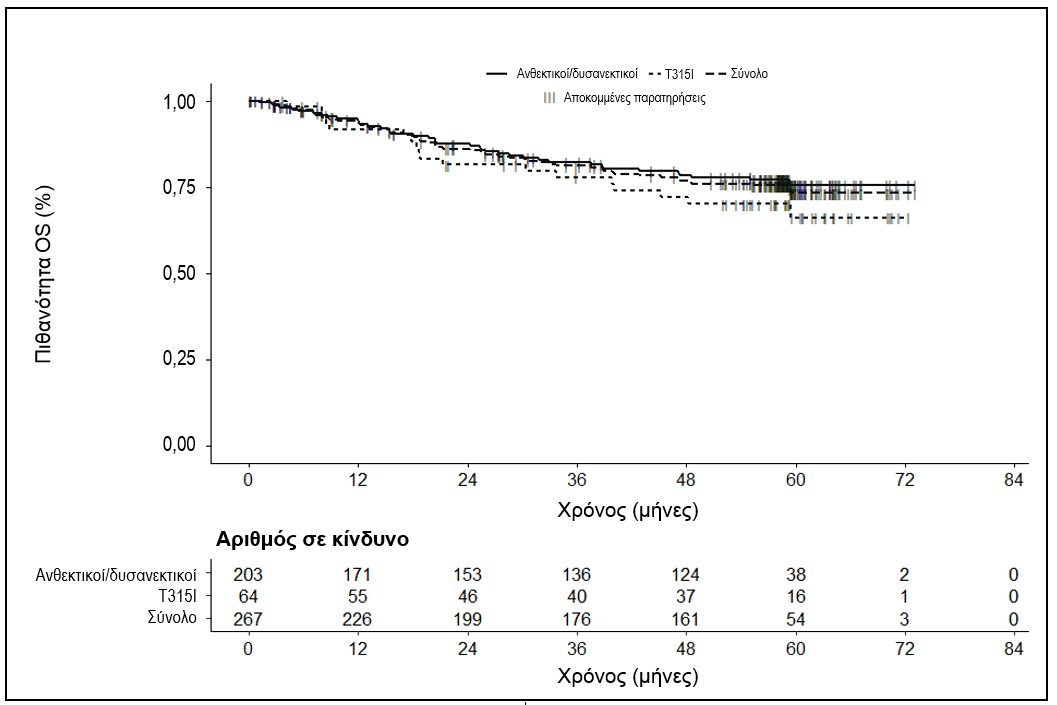 Ανθεκτικοί/δυσανεκτικοί T315I Σύνολο
Αποκομμένες παρατηρήσεις
Πιθανότητα OS (%)
1,00
0,75
0,50
0,25
0,00
0 12 24 36 48 60 72 84
Χρόνος (μήνες)
Αριθμός σε κίνδυνο
Ανθεκτικοί/δυσανεκτικοί 203 171 153 136 124 38 2 0
T315I 64 55 46 40 37 16 1 0
Σύνολο 267 226 199 176 161 54 3 0
0 12 24 36 48 60 72 84
Χρόνος (μήνες)